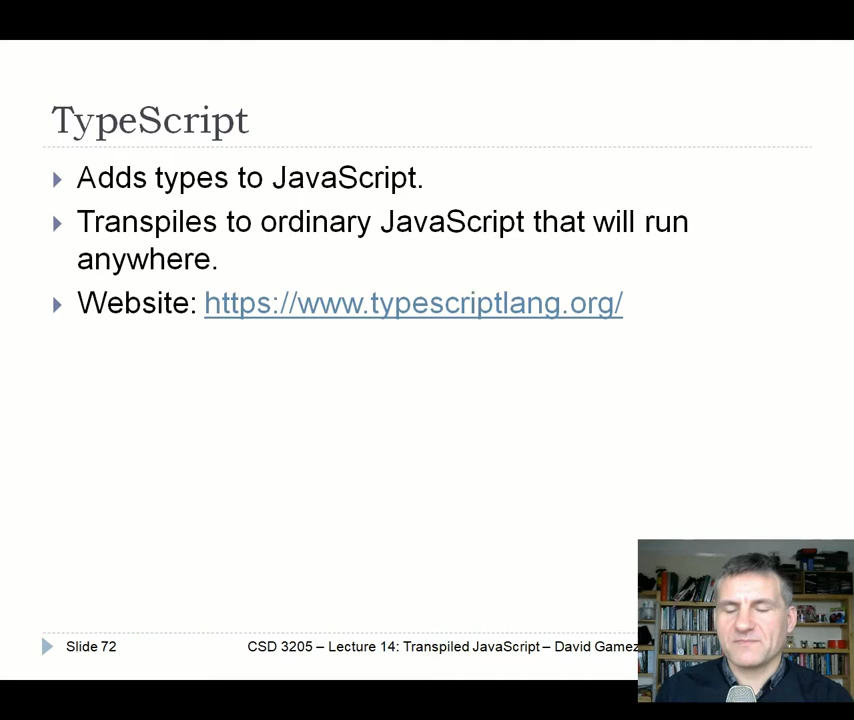 TypeScript
Adds types to JavaScript.
Transpiles to ordinary JavaScript that will run
anywhere.
Website: https://www.typescriptlang.org/
Slide 72
CSD 3205 – Lecture 14: Transpiled JavaScript – David Gamez